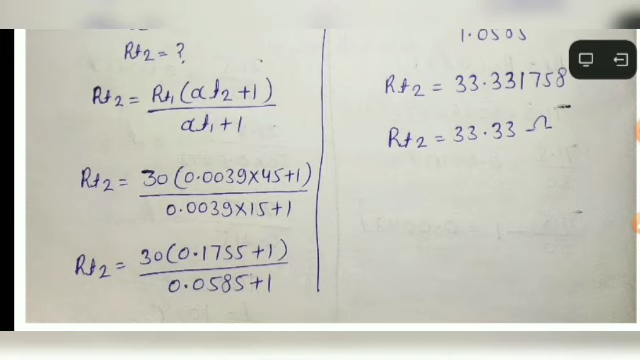 Rt2 = ?
Rt2 = Rt1(αt2+1)
αt1+1
Rt2 = 30(0.0039×45+1)
0.0039×15+1
Rt2 = 30(0.1755+1)
0.0585+1
1.0505
Rt2 = 33.331758
Rt2 = 33.33 Ω